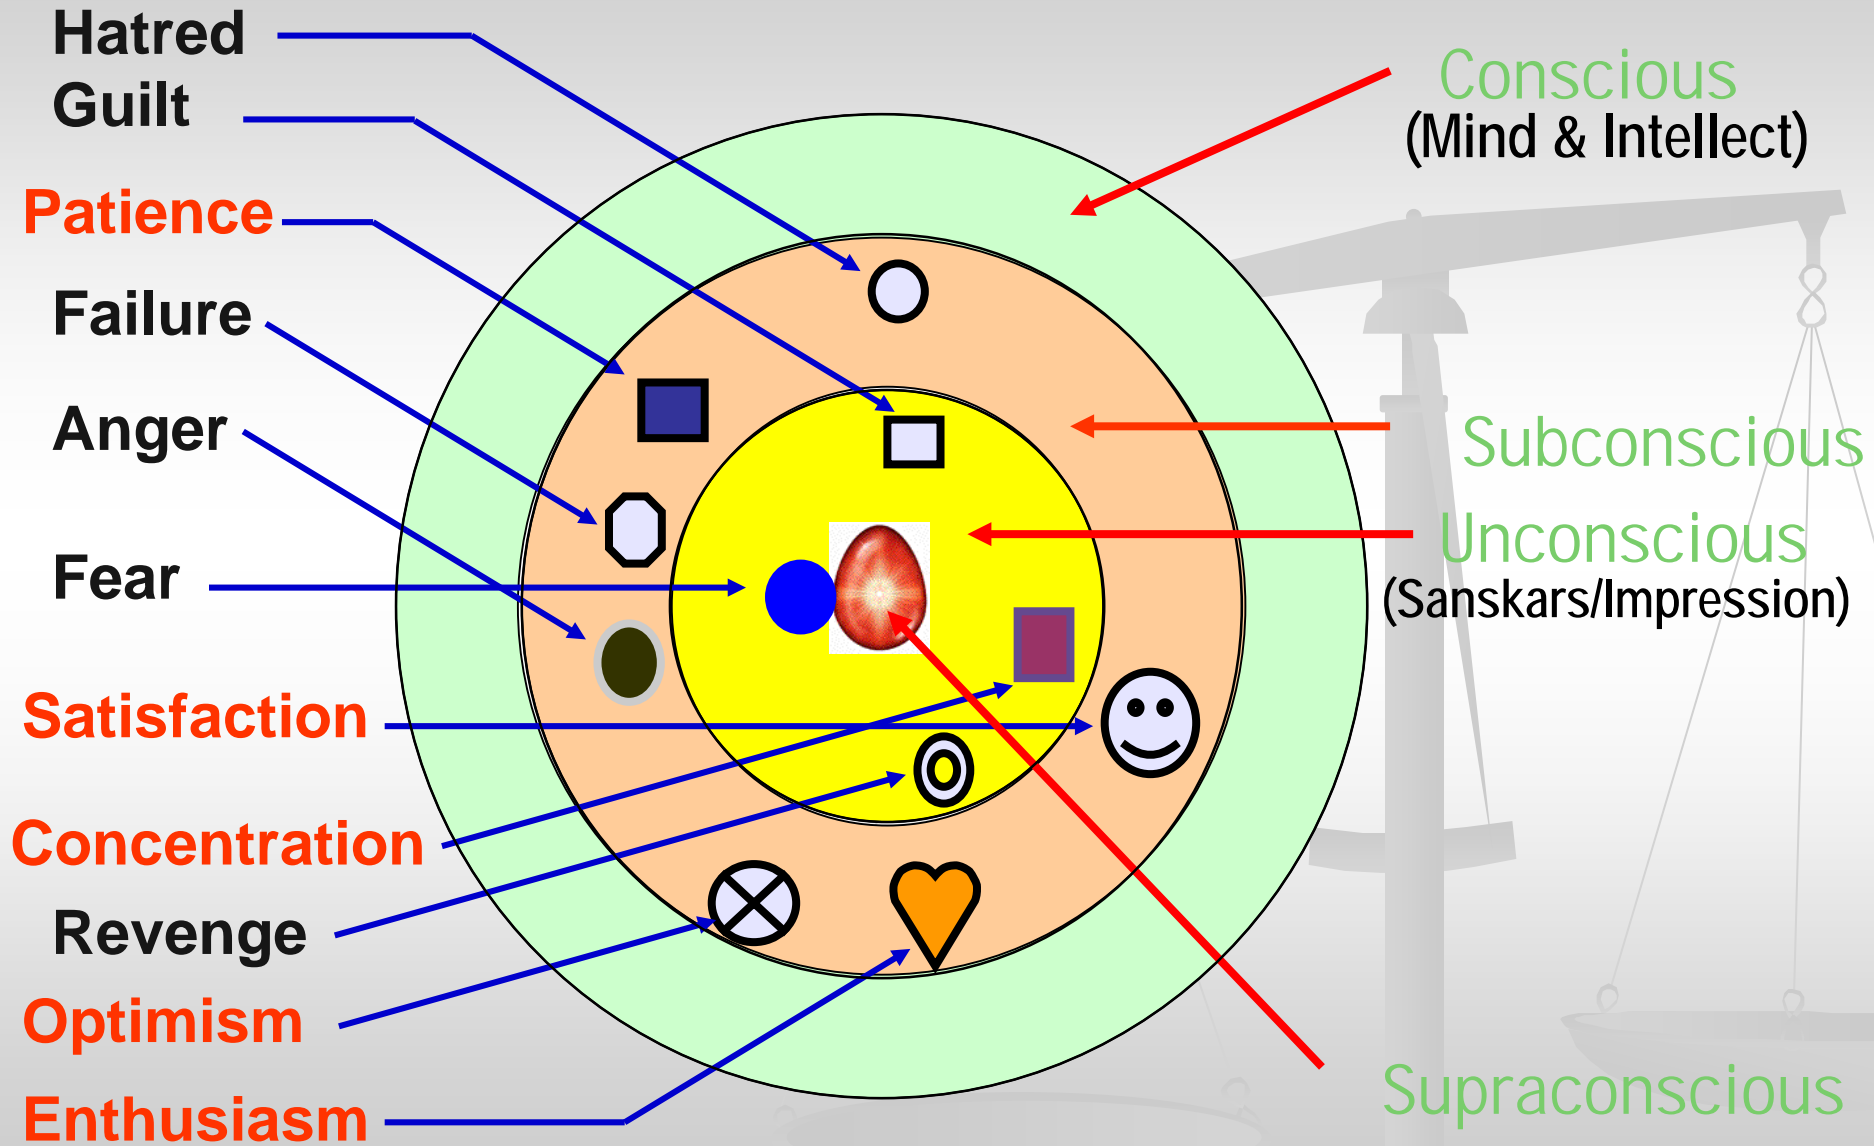 Hatred
Guilt
Patience
Failure
Anger
Fear
Satisfaction
Concentration
Revenge
Optimism
Enthusiasm
Conscious
(Mind & Intellect)
Subconscious
Unconscious
(Sanskars/Impression)
Supraconscious